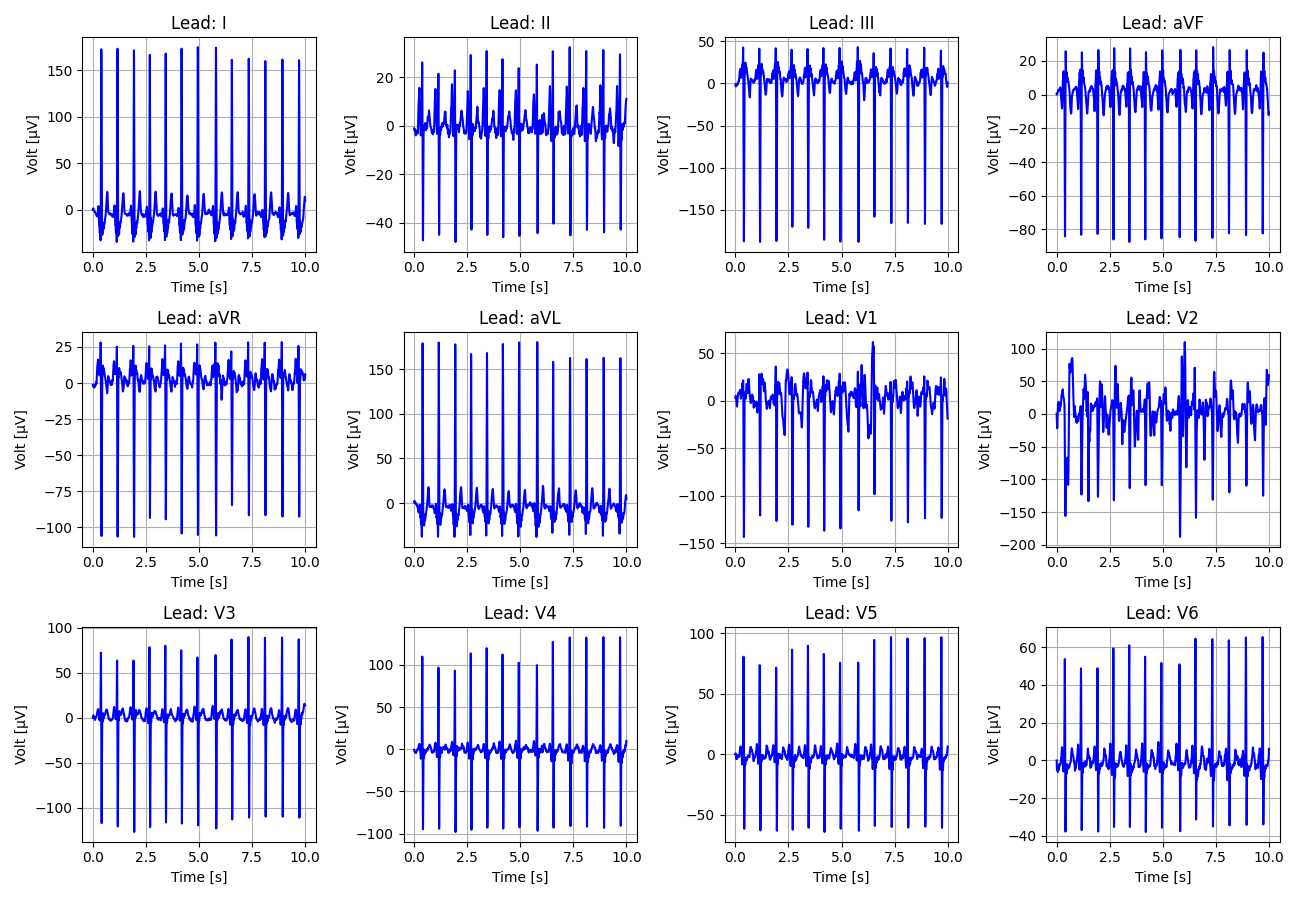 Lead: I Lead: II Lead: III Lead: aVF
Volt [µV] 150 100 50 0
Volt [µV] 20 0 −20 −40
Volt [µV] 50 0 −50 −100 −150
Volt [µV] 20 0 −20 −40 −60 −80
0.0 2.5 5.0 7.5 10.0 0.0 2.5 5.0 7.5 10.0 0.0 2.5 5.0 7.5 10.0 0.0 2.5 5.0 7.5 10.0
Time [s] Time [s] Time [s] Time [s]
Lead: aVR Lead: aVL Lead: V1 Lead: V2
Volt [µV] 25 0 −25 −50 −75 −100
Volt [µV] 150 100 50 0
Volt [µV] 50 0 −50 −100 −150
Volt [µV] 100 50 0 −50 −100 −150 −200
0.0 2.5 5.0 7.5 10.0 0.0 2.5 5.0 7.5 10.0 0.0 2.5 5.0 7.5 10.0 0.0 2.5 5.0 7.5 10.0
Time [s] Time [s] Time [s] Time [s]
Lead: V3 Lead: V4 Lead: V5 Lead: V6
Volt [µV] 100 50 0 −50 −100
Volt [µV] 100 50 0 −50 −100
Volt [µV] 100 50 0 −50
Volt [µV] 60 40 20 0 −20 −40
0.0 2.5 5.0 7.5 10.0 0.0 2.5 5.0 7.5 10.0 0.0 2.5 5.0 7.5 10.0 0.0 2.5 5.0 7.5 10.0
Time [s] Time [s] Time [s] Time [s]